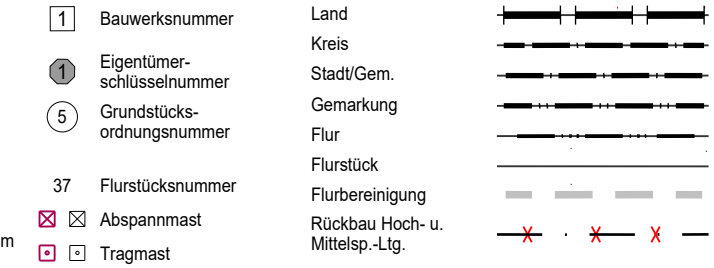 1 Bauwerksnummer
1 Eigentümer-
schlüsselnummer
5 Grundstücks-
ordnungsnummer
37 Flurstücksnummer
Abspannmast
m
Tragmast
Land
Kreis
Stadt/Gem.
Gemarkung
Flur
Flurstück
Flurbereinigung
Rückbau Hoch- u.
Mittelsp.-Ltg.